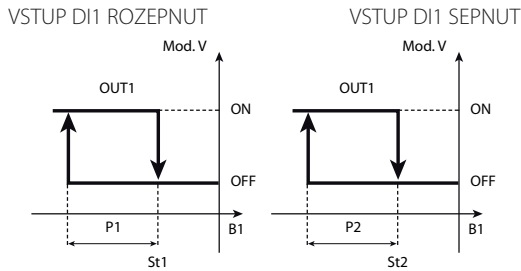 VSTUP DI1 ROZEPNUT
Mod. V
OUT1
ON
OFF
P1
B1
St1
VSTUP DI1 SEPNUT
Mod. V
OUT1
ON
OFF
P2
B1
St2